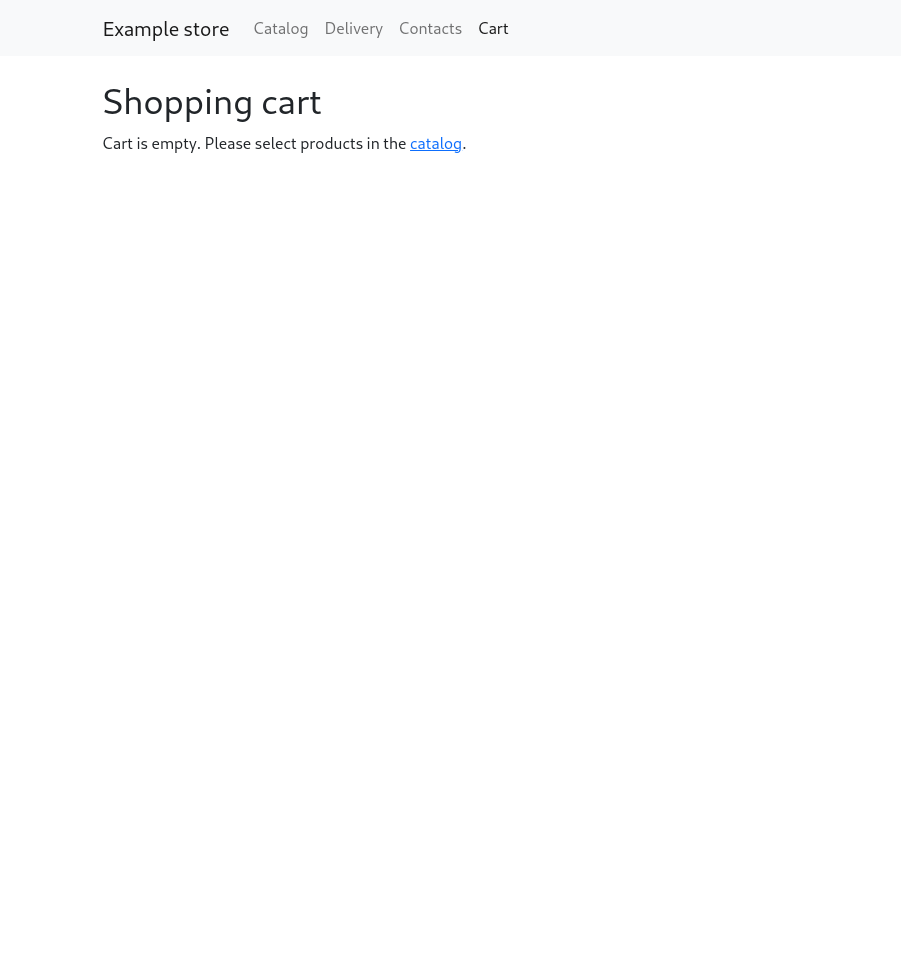 Example store Catalog Delivery Contacts Cart
Shopping cart
Cart is empty. Please select products in the catalog.